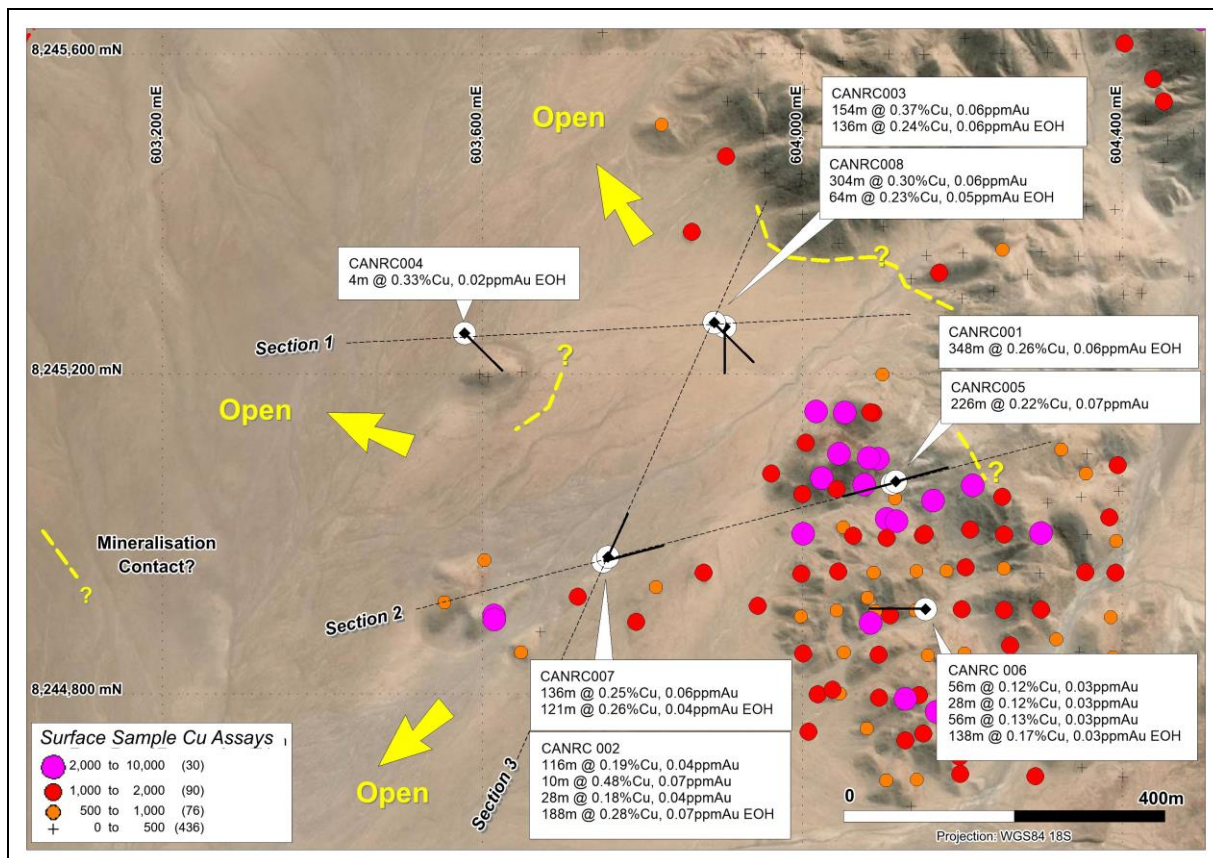 8,245,600 mN
603,200 mE
603,600 mE
604,000 mE
604,400 mE
Open
CANRC003
154m @ 0.37%Cu, 0.06ppmAu
136m @ 0.24%Cu, 0.06ppmAu EOH
CANRC008
304m @ 0.30%Cu, 0.06ppmAu
64m @ 0.23%Cu, 0.05ppmAu EOH
?
CANRC004
4m @ 0.33%Cu, 0.02ppmAu EOH
Section 1
?
8,245,200 mN
CANRC001
348m @ 0.26%Cu, 0.06ppmAu EOH
CANRC005
226m @ 0.22%Cu, 0.07ppmAu
Open
?
Mineralisation
Contact?
?
Section 2
8,244,800 mN
CANRC007
136m @ 0.25%Cu, 0.06ppmAu
121m @ 0.26%Cu, 0.04ppmAu EOH
CANRC 006
56m @ 0.12%Cu, 0.03ppmAu
28m @ 0.12%Cu, 0.03ppmAu
56m @ 0.13%Cu, 0.03ppmAu
138m @ 0.17%Cu, 0.03ppmAu EOH
CANRC 002
116m @ 0.19%Cu, 0.04ppmAu
10m @ 0.48%Cu, 0.07ppmAu
28m @ 0.18%Cu, 0.04ppmAu
188m @ 0.28%Cu, 0.07ppmAu EOH
Open
Section 3
Surface Sample Cu Assays
2,000 to 10,000 (30)
1,000 to 2,000 (90)
500 to 1,000 (76)
0 to 500 (436)
0 400m
Projection: WGS84 18S